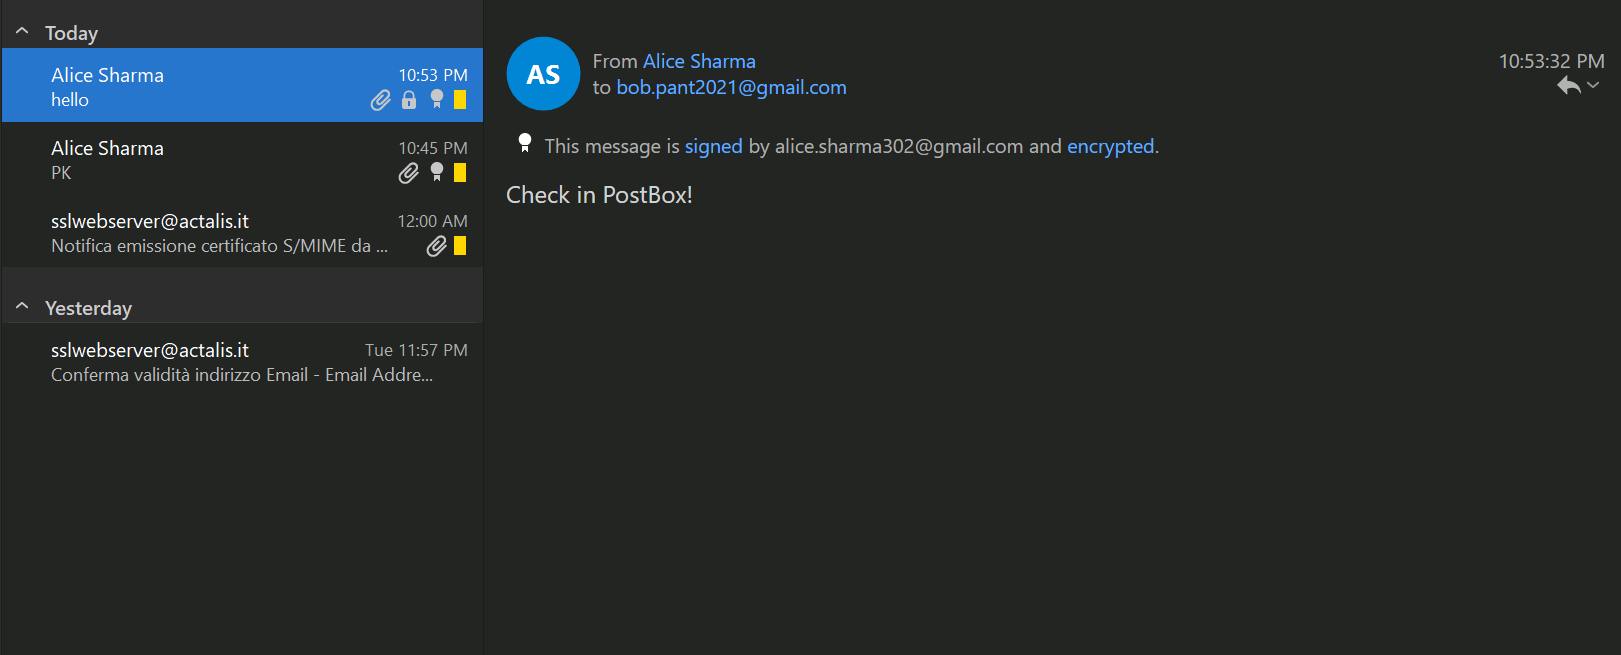 Today
Alice Sharma 10:53 PM
hello
Alice Sharma 10:45 PM
PK
sslwebserver@actalis.it 12:00 AM
Notifica emissione certificato S/MIME da ...
Yesterday
sslwebserver@actalis.it Tue 11:57 PM
Conferma validità indirizzo Email - Email Addre...
AS
From Alice Sharma 10:53:32 PM
to bob.pant2021@gmail.com
This message is signed by alice.sharma302@gmail.com and encrypted.
Check in PostBox!